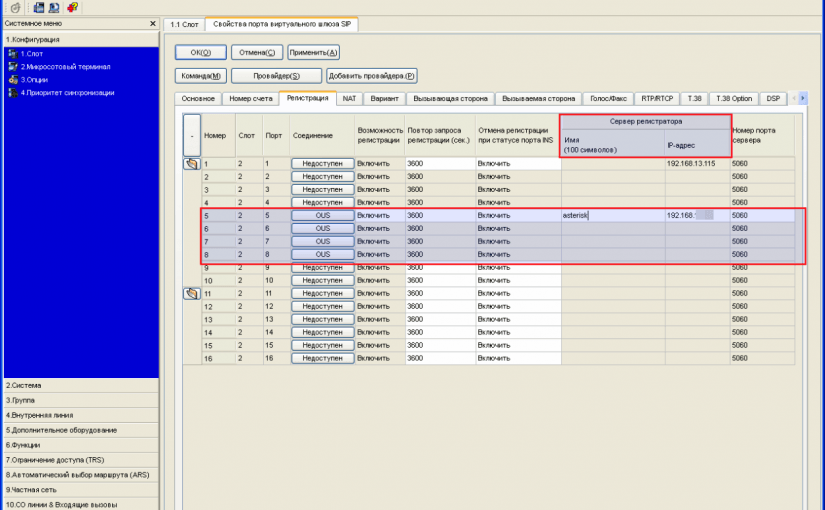 Системное меню
1.Конфигурация
1.Слот
2.Микросотовый терминал
3.Опции
4.Приоритет синхронизации
2.Система
3.Группа
4.Внутренняя линия
5.Дополнительное оборудование
6.Функции
7.Ограничение доступа (TRS)
8.Автоматический выбор маршрута (ARS)
9.Частная сеть
10.CO линии & Входящие вызовы
1.1 Слот Свойства порта виртуального шлюза SIP
OK(O) Отмена(C) Применить(A)
Команда(M) Провайдер(S) Добавить провайдера.(P)
Основное Номер счета Регистрация NAT Вариант Вызывающая сторона Вызываемая сторона Голос/Факс RTP/RTCP T.38 T.38 Option DSP
Номер Слот Порт Соединение Возможность регистрации Повтор запроса регистрации (сек.) Отмена регистрации при статусе порта INS Сервер регистратора Имя (100 символов) IP-адрес Номер порта сервера
1 2 1 Недоступен Включить 3600 Включить 192.168.13.115 5060
2 2 2 Недоступен Включить 3600 Включить 5060
3 2 3 Недоступен Включить 3600 Включить 5060
4 2 4 Недоступен Включить 3600 Включить 5060
5 2 5 OUS Включить 3600 Включить asterisk 192.168. 5060
6 2 6 OUS Включить 3600 Включить 5060
7 2 7 OUS Включить 3600 Включить 5060
8 2 8 OUS Включить 3600 Включить 5060
9 2 9 Недоступен Включить 3600 Включить 5060
10 2 10 Недоступен Включить 3600 Включить 5060
11 2 11 Недоступен Включить 3600 Включить 5060
12 2 12 Недоступен Включить 3600 Включить 5060
13 2 13 Недоступен Включить 3600 Включить 5060
14 2 14 Недоступен Включить 3600 Включить 5060
15 2 15 Недоступен Включить 3600 Включить 5060
16 2 16 Недоступен Включить 3600 Включить 5060